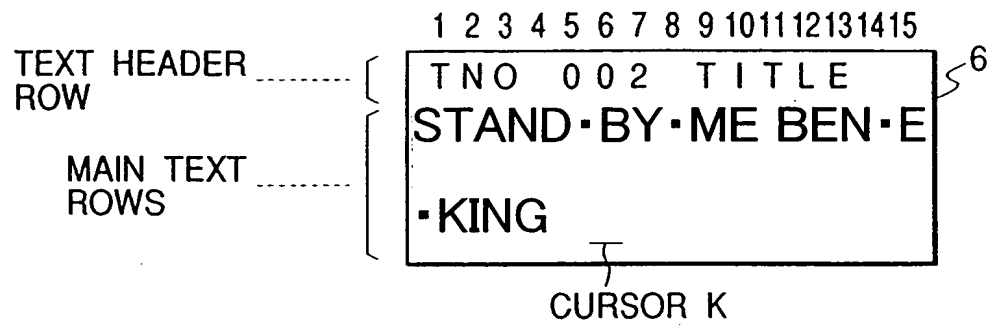 1 2 3 4 5 6 7 8 9 10 11 12 13 14 15
TEXT HEADER ROW
TNO 002 TITLE
6
STAND·BY·ME BEN·E
MAIN TEXT ROWS
·KING
CURSOR K